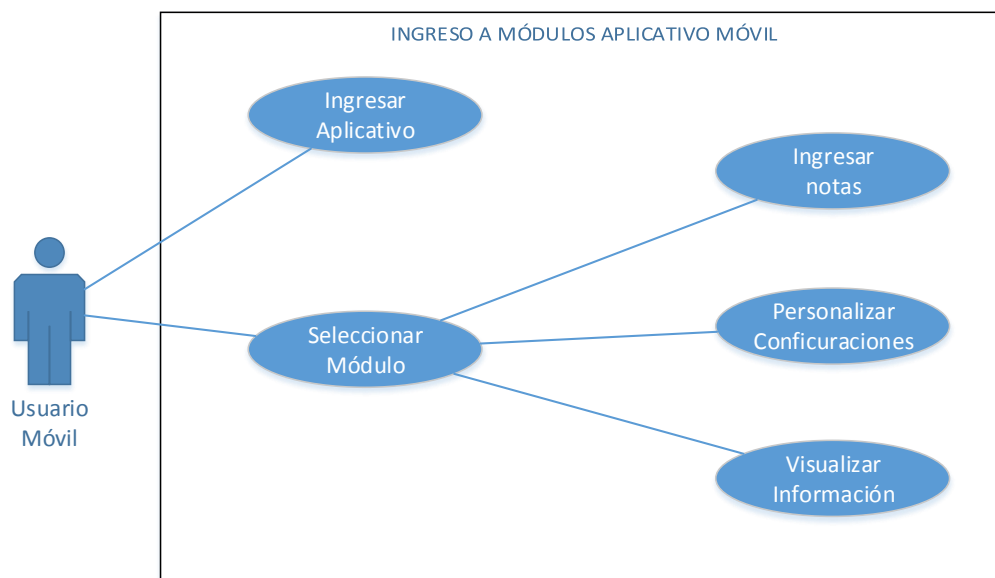 INGRESO A MÓDULOS APLICATIVO MÓVIL
Ingresar
Aplicativo
Ingresar
notas
Personalizar
Conficuraciones
Seleccionar
Módulo
Usuario
Móvil
Visualizar
Información